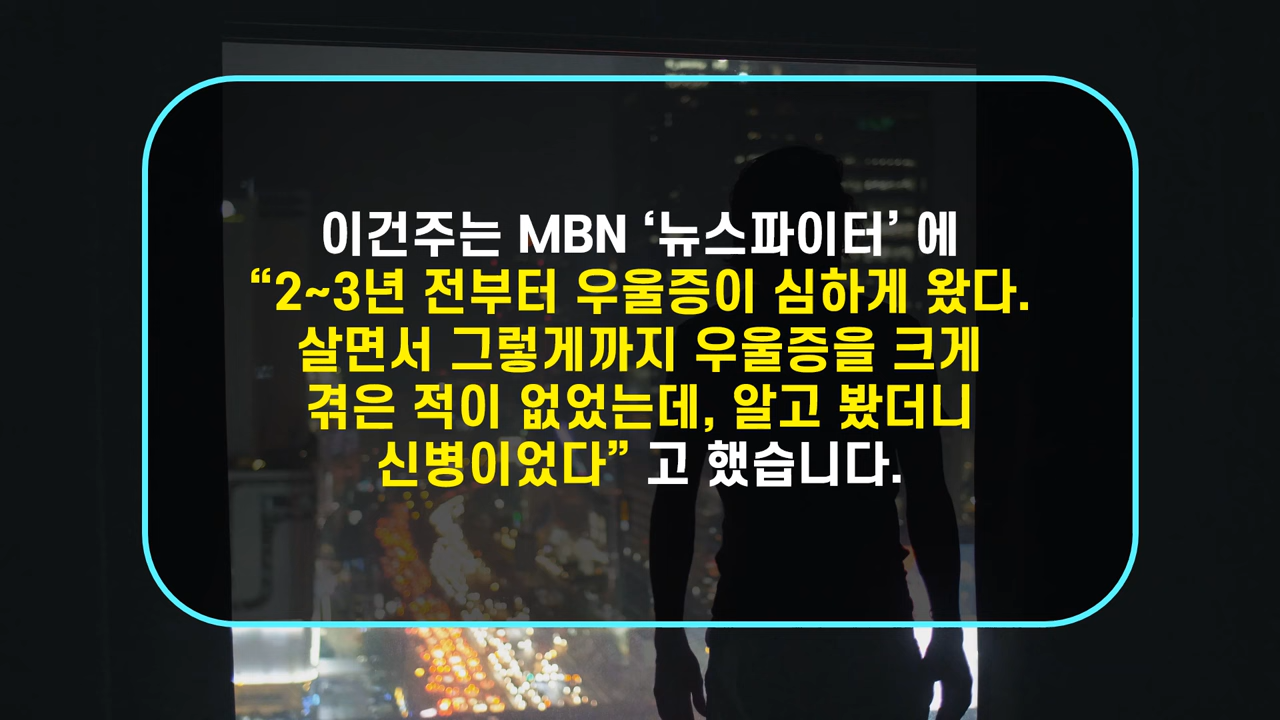 이건주는 MBN ‘뉴스파이터’ 에
“2~3년 전부터 우울증이 심하게 왔다.
살면서 그렇게까지 우울증을 크게
겪은 적이 없었는데, 알고 봤더니
신병이었다” 고 했습니다.